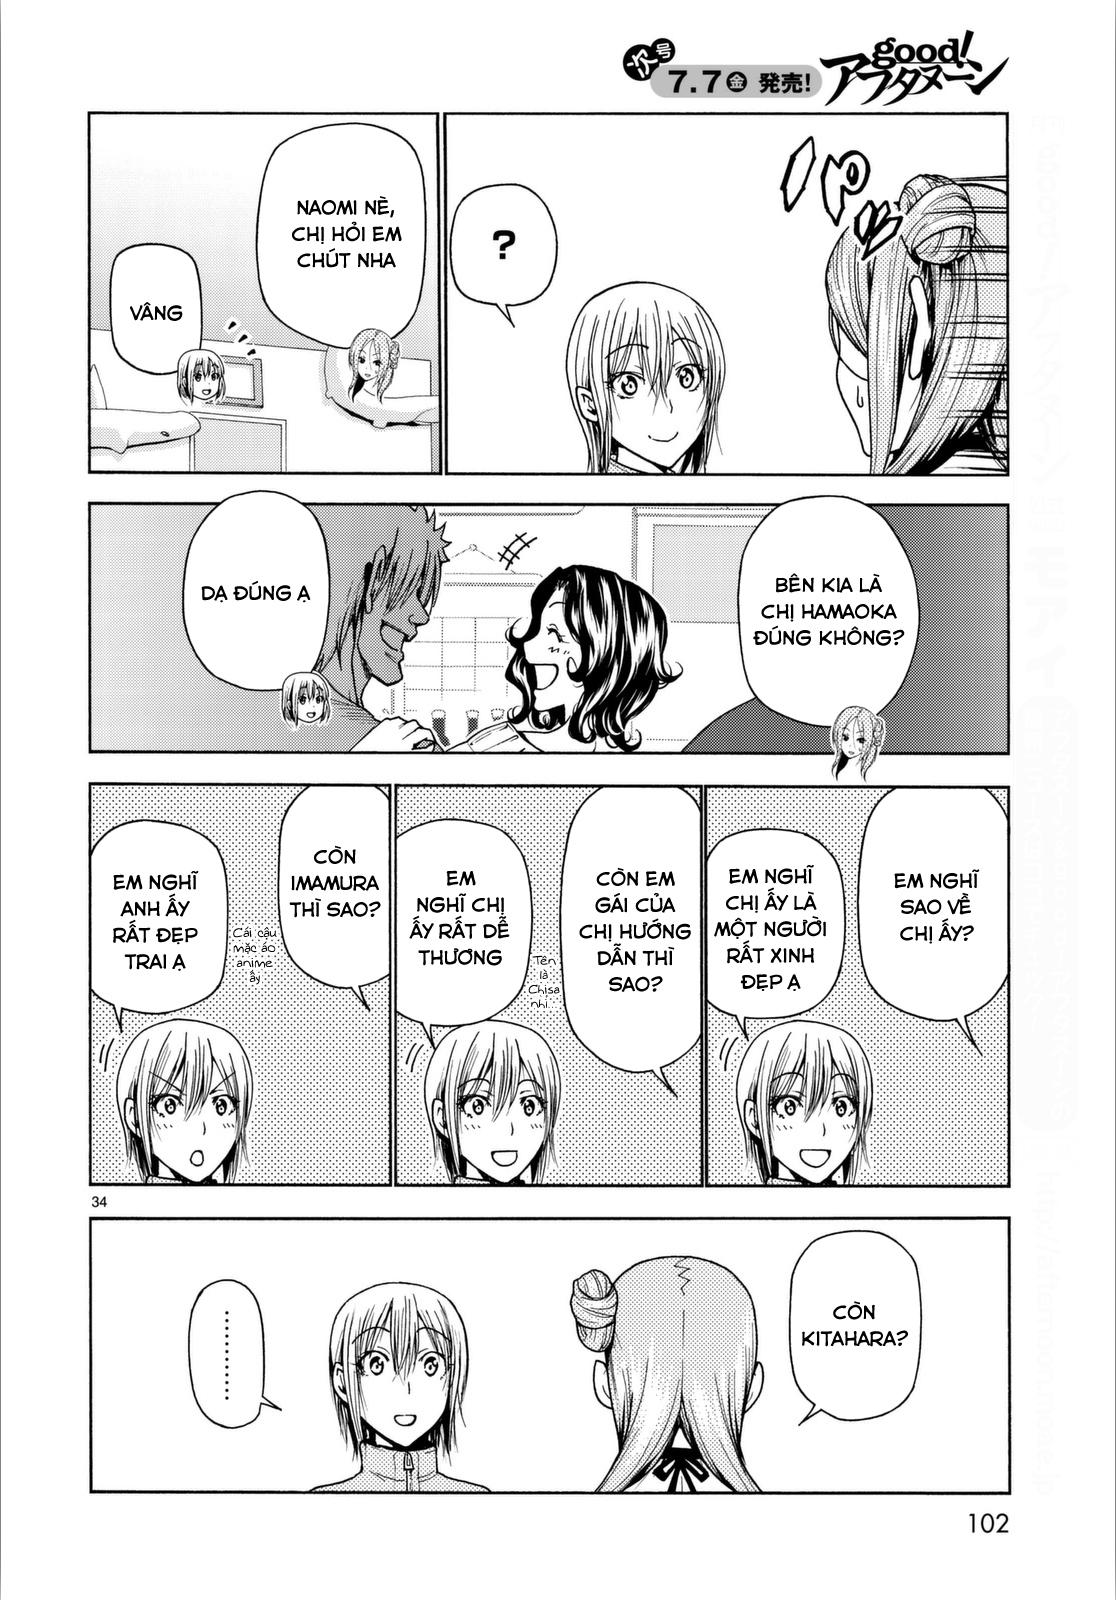 次号
7.7金 発売!
good!
アフタヌーン
パッ
?
NAOMI NÈ,
CHỊ HỎI EM
CHÚT NHA
VÂNG
BÊN KIA LÀ
CHỊ HAMAOKA
ĐÚNG KHÔNG?
DẠ ĐÚNG Ạ
EM NGHĨ
SAO VỀ
CHỊ ẤY?
EM NGHĨ
CHỊ ẤY LÀ
MỘT NGƯỜI
RẤT XINH
ĐẸP Ạ
CÒN EM
GÁI CỦA
CHỊ HƯỚNG
DẪN THÌ
SAO?
Tên
là
Chisa
nhỉ
EM
NGHĨ CHỊ
ẤY RẤT DỄ
THƯƠNG
CÒN
IMAMURA
THÌ SAO?
Cái cậu
mặc áo
anime
ấy
EM NGHĨ
ANH ẤY
RẤT ĐẸP
TRAI Ạ
34
CÒN
KITAHARA?
..........
102